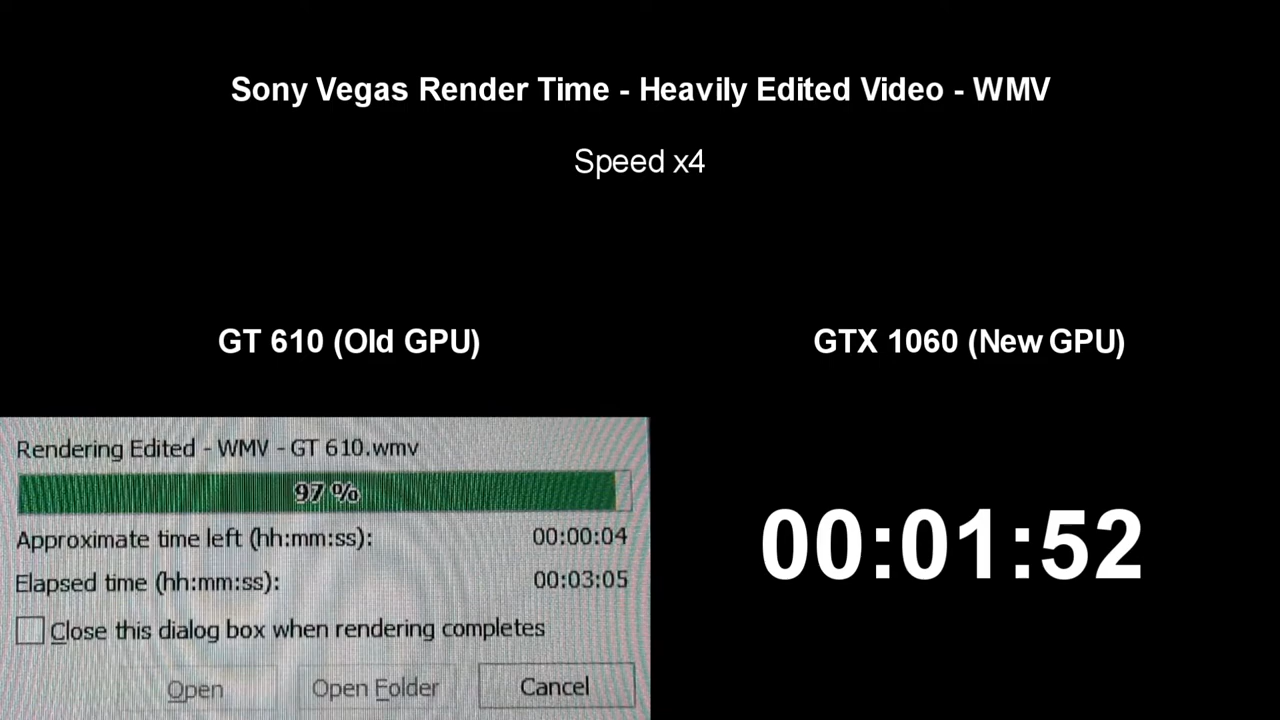 Sony Vegas Render Time - Heavily Edited Video - WMV
Speed x4
GT 610 (Old GPU)
GTX 1060 (New GPU)
Rendering Edited - WMV - GT 610.wmv
97 %
Approximate time left (hh:mm:ss): 00:00:04
Elapsed time (hh:mm:ss): 00:03:05
Close this dialog box when rendering completes
Open Open Folder Cancel
00:01:52